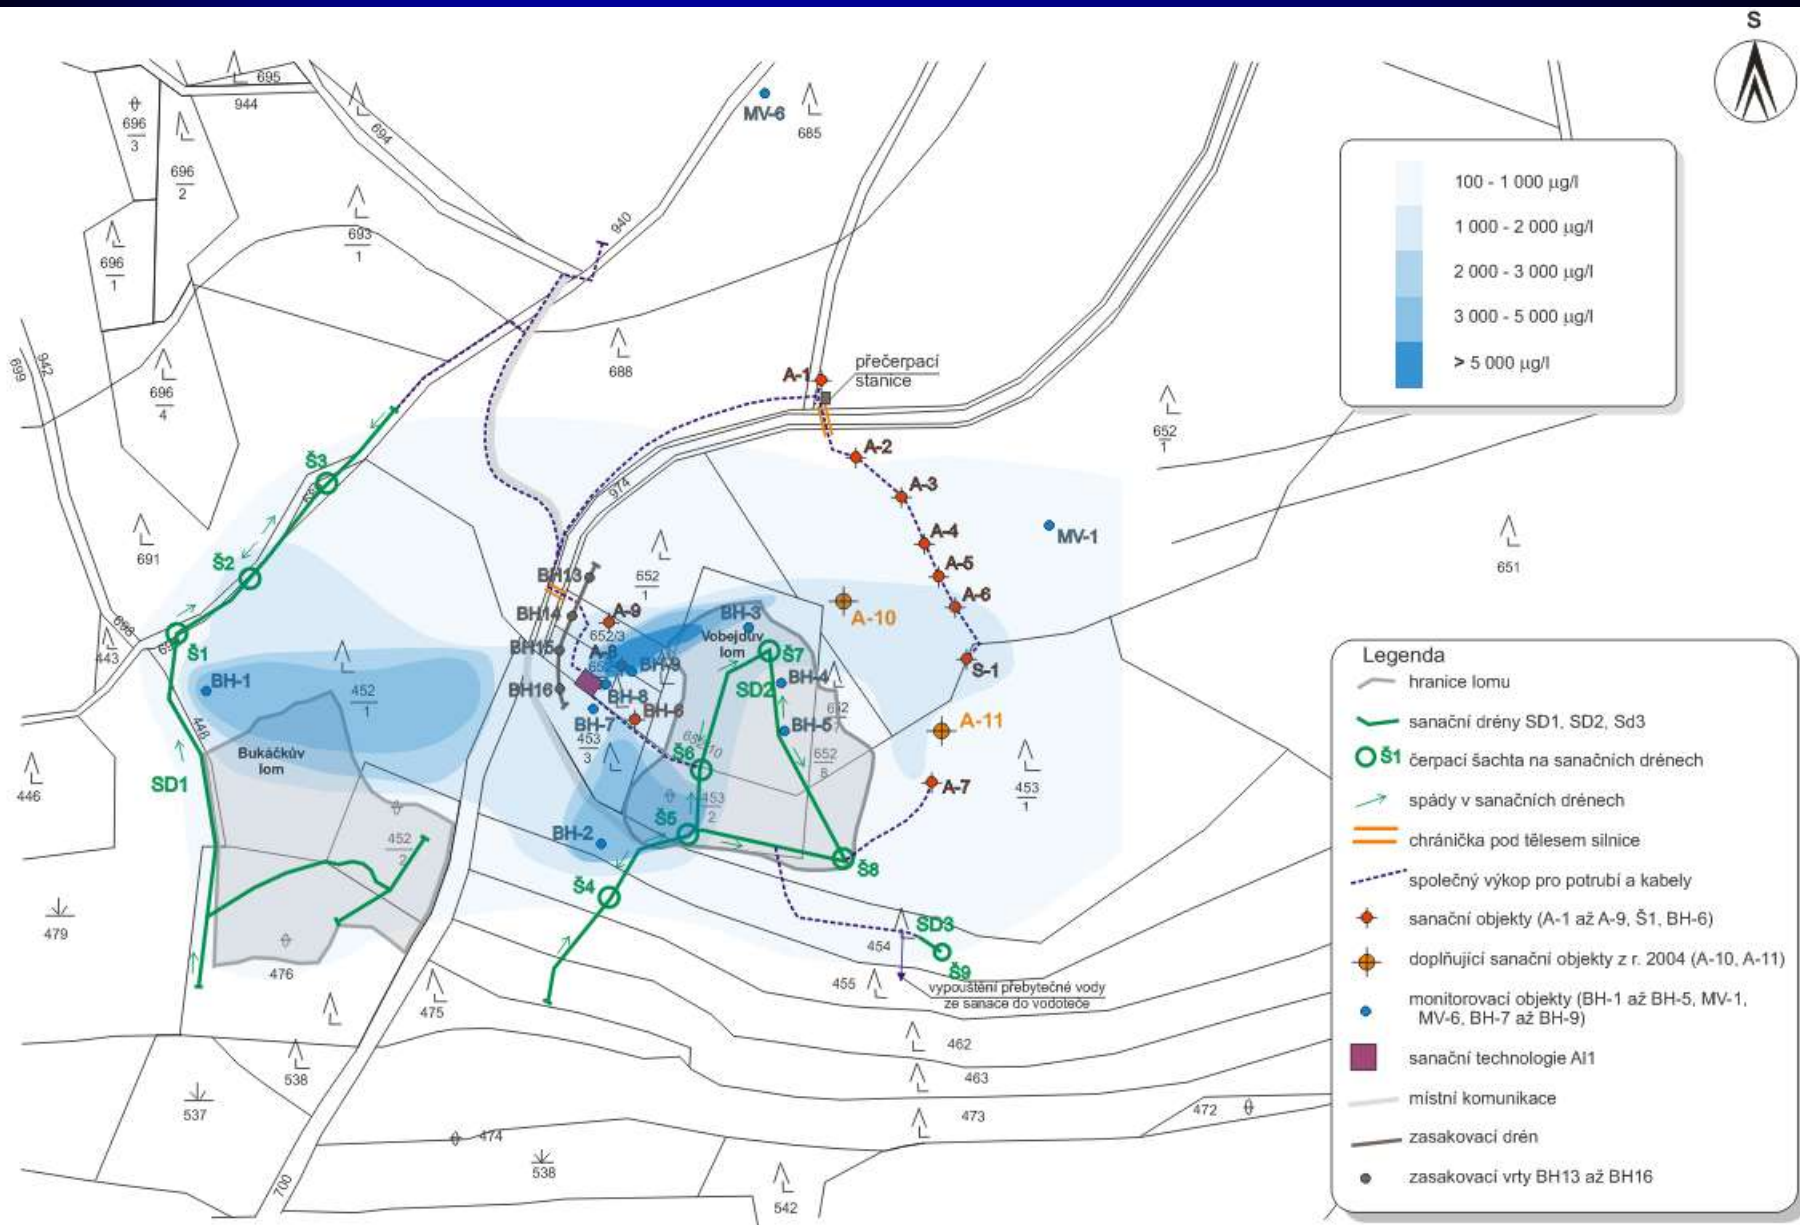 S
695
944
694
696
3
696
2
696
1
696
4
693
1
940
MV-6
685
100 - 1 000 µg/l
1 000 - 2 000 µg/l
2 000 - 3 000 µg/l
3 000 - 5 000 µg/l
> 5 000 µg/l
942
699
688
přečerpací
stanice
A-1
A-2
A-3
A-4
A-5
A-6
S-1
A-7
A-10
A-11
MV-1
652
1
651
974
Š3
Š2
Š1
691
698
443
448
446
BH-1
452
1
Bukáčkův
lom
SD1
452
2
476
479
BH13
BH14
BH15
BH16
652
1
A-9
652/3
A-8
BH-9
BH-8
BH-7
BH-6
453
3
BH-3
Vobejdův
lom
Š7
SD2
BH-4
BH-5
652
8
Š6
453
2
Š5
BH-2
Š4
Š8
453
1
SD3
454
Š9
455
vypouštění přebytečné vody
ze sanace do vodoteče
475
462
463
473
472
474
538
538
537
700
542
Legenda
hranice lomu
sanační drény SD1, SD2, Sd3
Š1 čerpací šachta na sanačních drénech
spády v sanačních drénech
chránička pod tělesem silnice
společný výkop pro potrubí a kabely
sanační objekty (A-1 až A-9, Š1, BH-6)
doplňující sanační objekty z r. 2004 (A-10, A-11)
monitorovací objekty (BH-1 až BH-5, MV-1,
MV-6, BH-7 až BH-9)
sanační technologie AI1
místní komunikace
zasakovací drén
zasakovací vrty BH13 až BH16